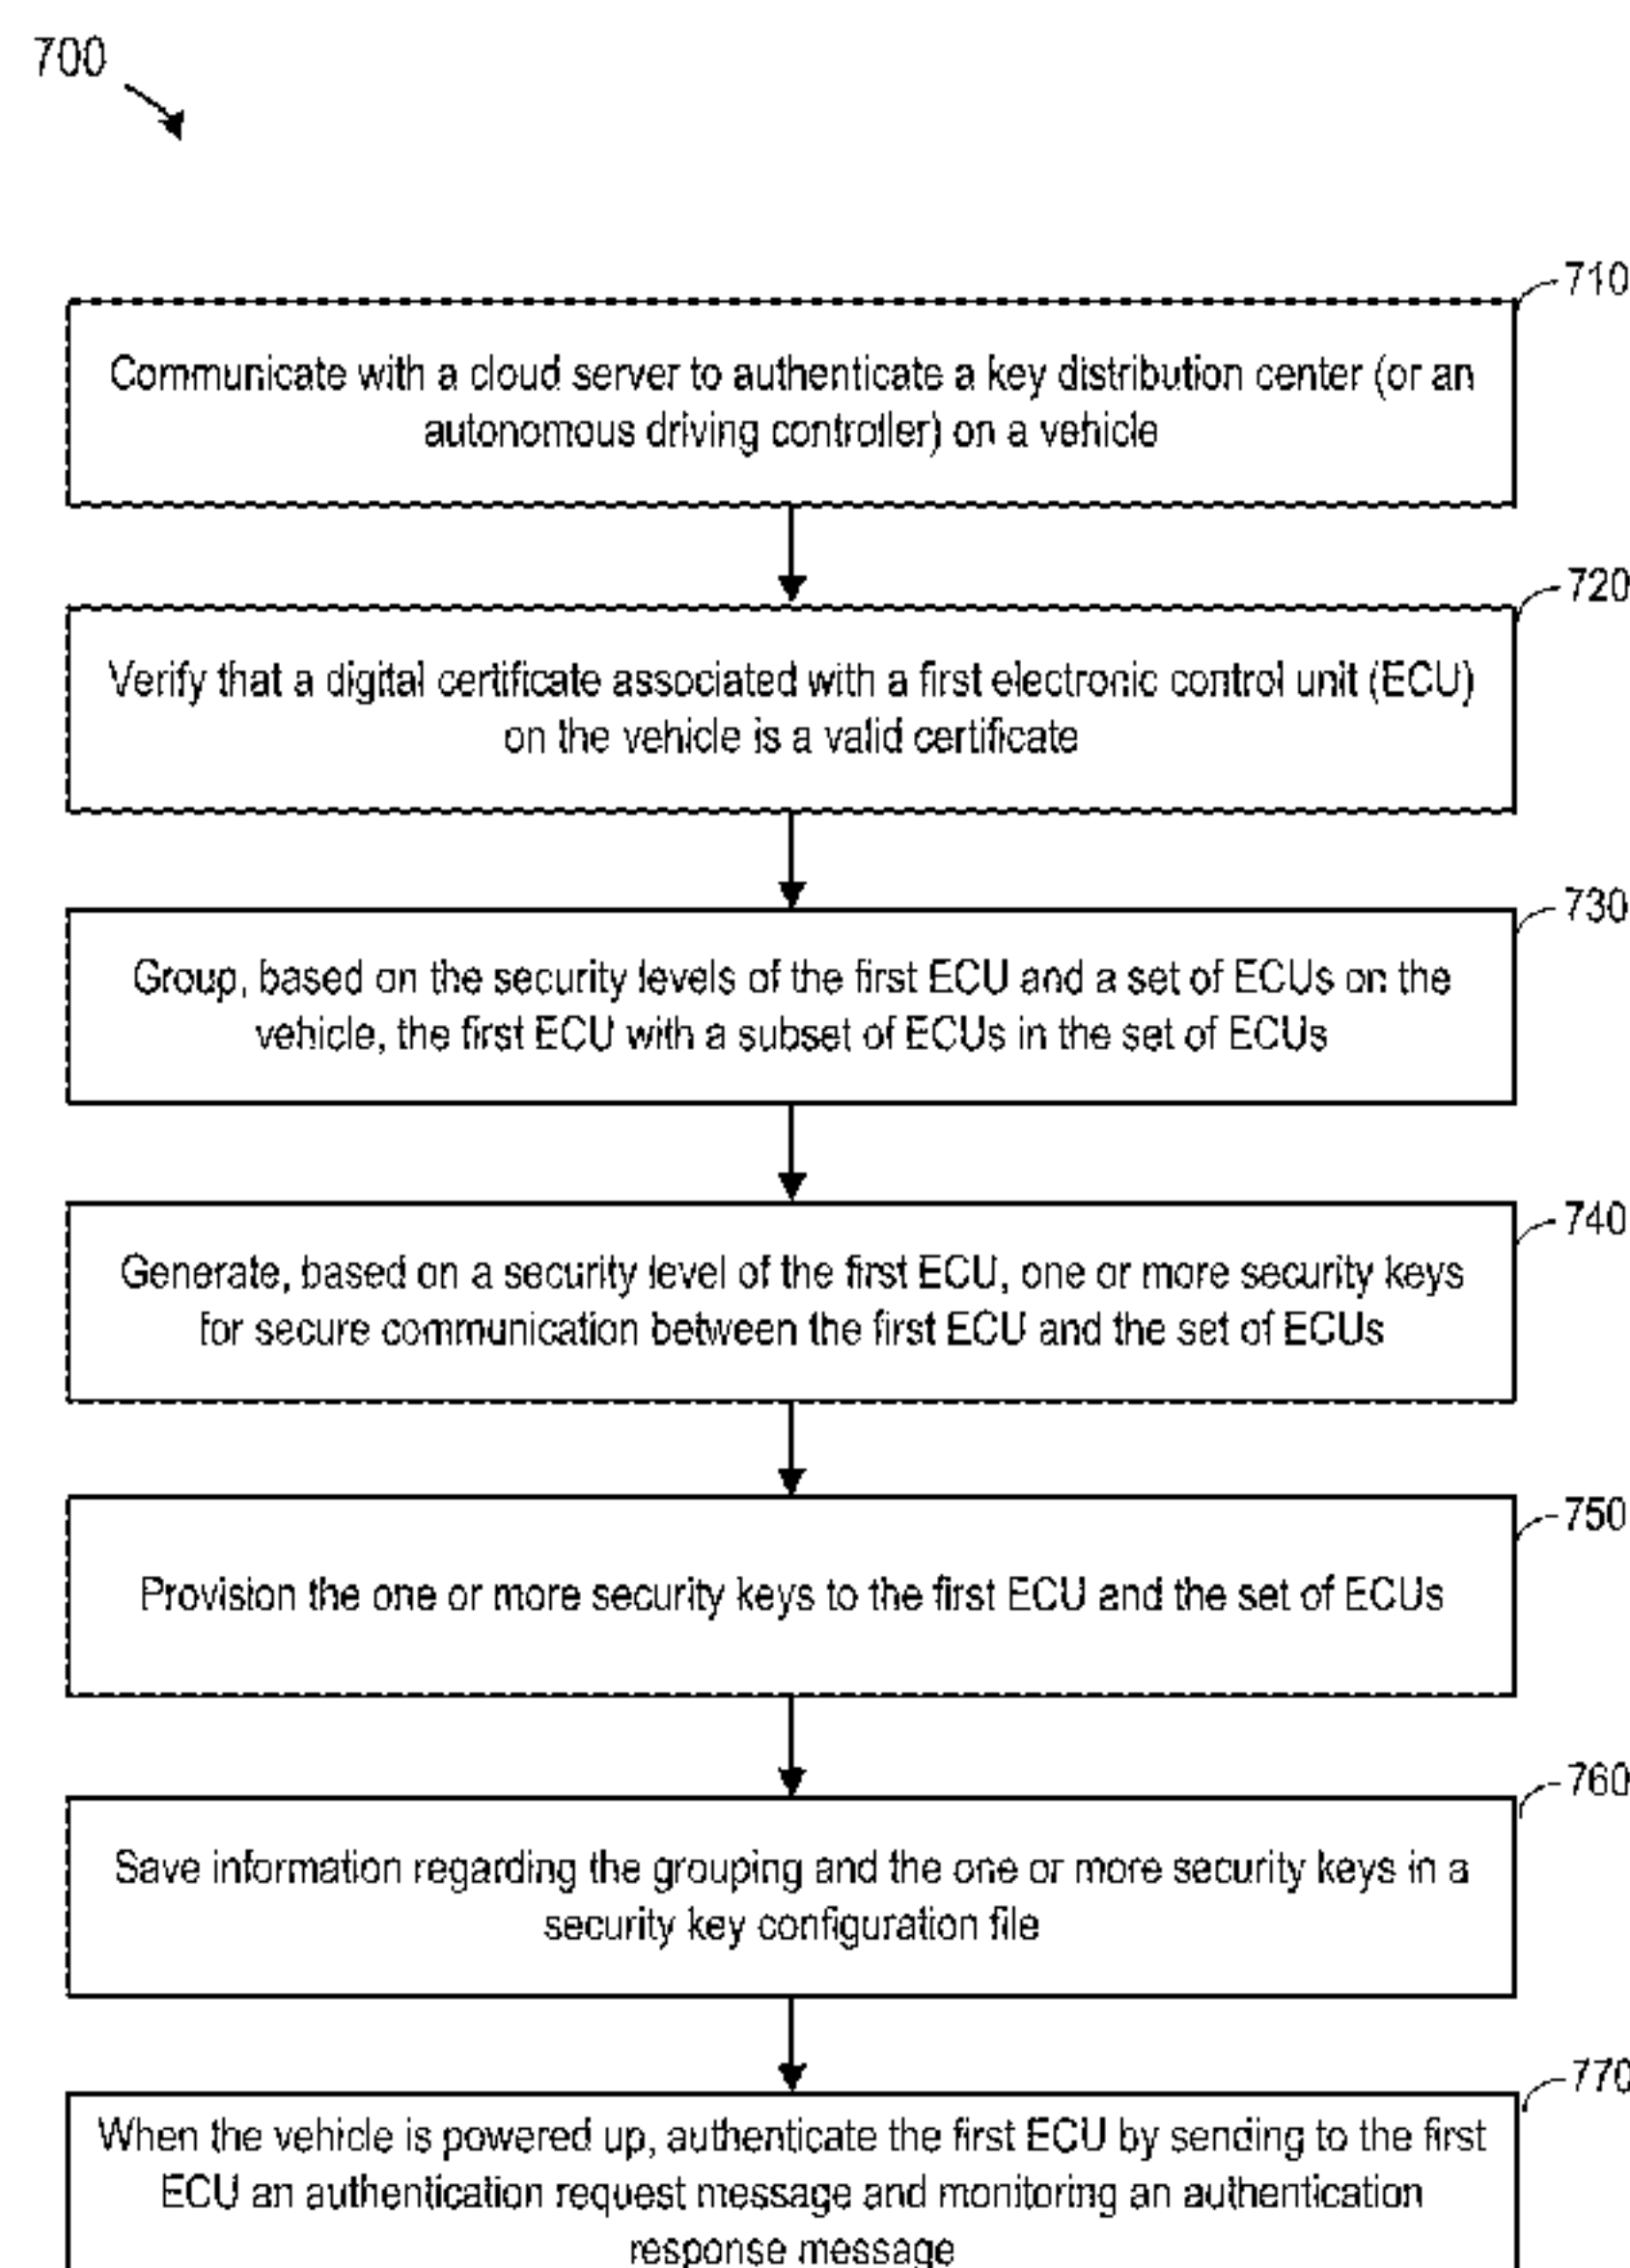 700
710
Communicate with a cloud server to authenticate a key distribution center (or an
autonomous driving controller) on a vehicle
720
Verify that a digital certificate associated with a first electronic control unit (ECU)
on the vehicle is a valid certificate
730
Group, based on the security levels of the first ECU and a set of ECUs on the
vehicle, the first ECU with a subset of ECUs in the set of ECUs
740
Generate, based on a security level of the first ECU, one or more security keys
for secure communication between the first ECU and the set of ECUs
750
Provision the one or more security keys to the first ECU and the set of ECUs
760
Save information regarding the grouping and the one or more security keys in a
security key configuration file
770
When the vehicle is powered up, authenticate the first ECU by sending to the first
ECU an authentication request message and monitoring an authentication
response message